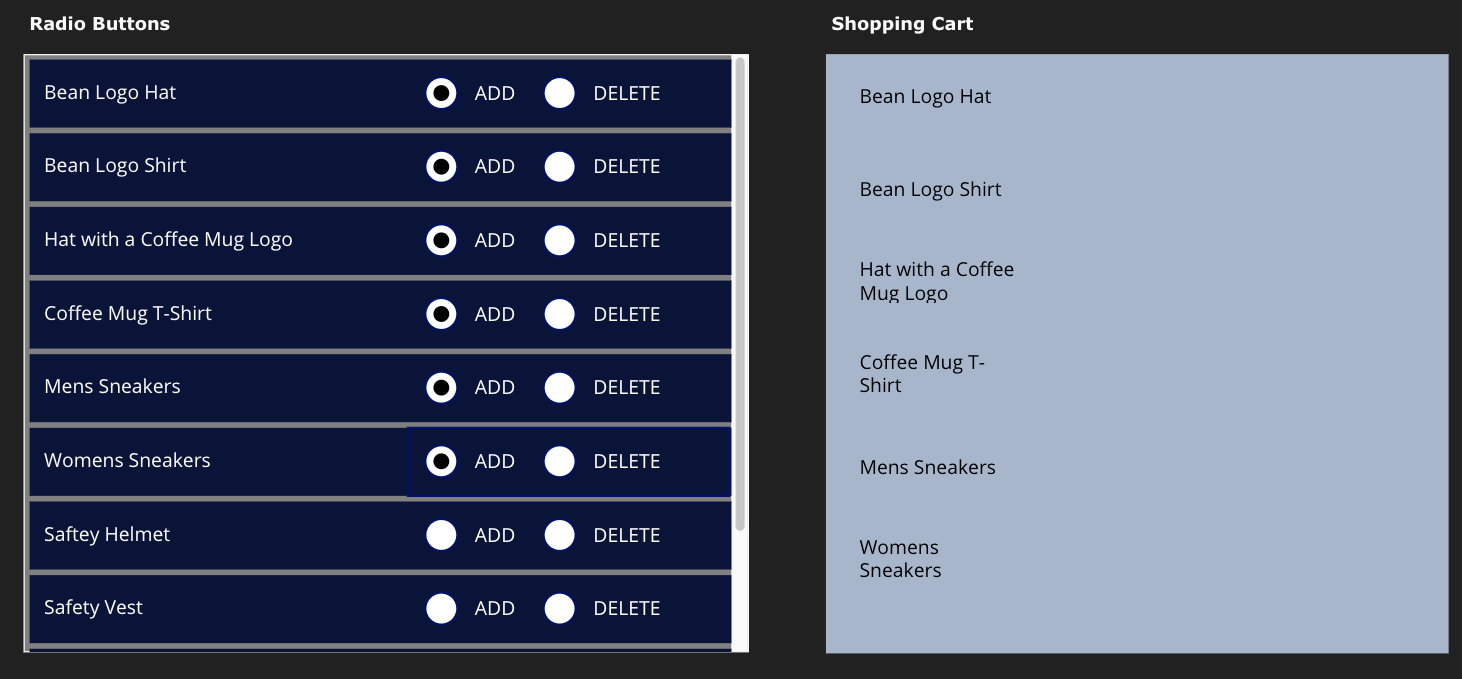 Radio Buttons
Bean Logo Hat ADD DELETE
Bean Logo Shirt ADD DELETE
Hat with a Coffee Mug Logo ADD DELETE
Coffee Mug T-Shirt ADD DELETE
Mens Sneakers ADD DELETE
Womens Sneakers ADD DELETE
Saftey Helmet ADD DELETE
Safety Vest ADD DELETE
Shopping Cart
Bean Logo Hat
Bean Logo Shirt
Hat with a Coffee
Mug Logo
Coffee Mug T-
Shirt
Mens Sneakers
Womens
Sneakers